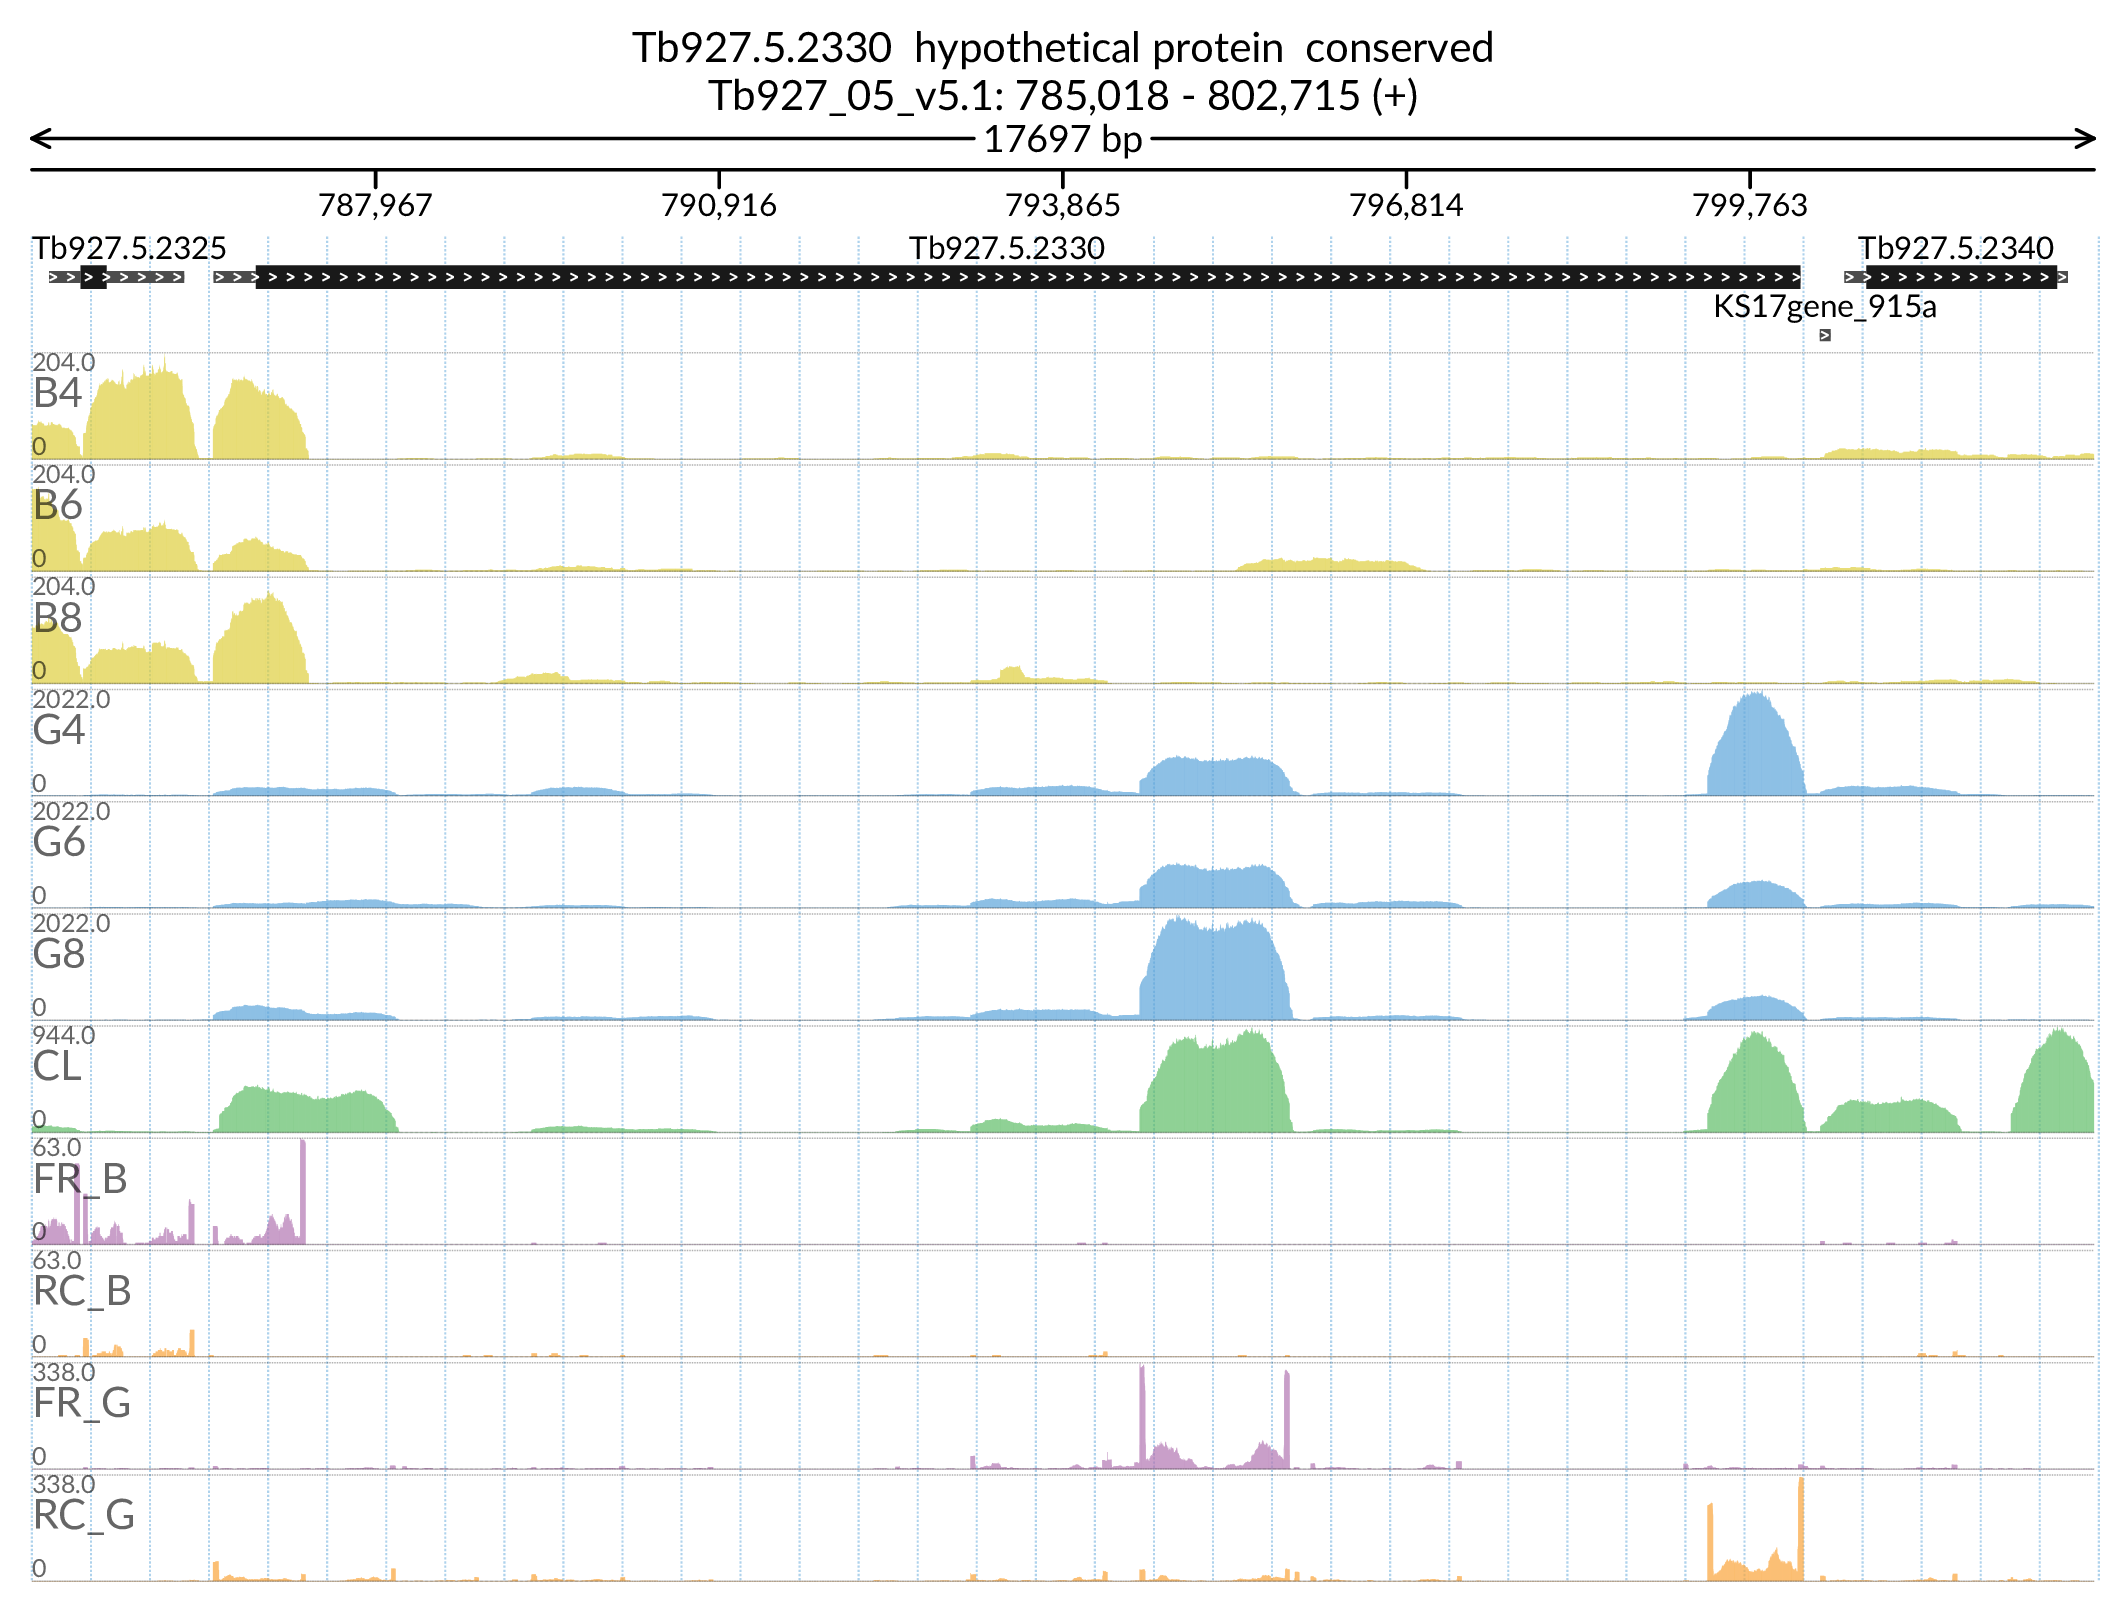 Tb927.5.2330  hypothetical protein  conserved
Tb927_05_v5.1: 785,018 - 802,715 (+)
17697 bp
787,967 790,916 793,865 796,814 799,763
Tb927.5.2325 Tb927.5.2330 Tb927.5.2340
KS17gene_915a
204.0
B4
0
204.0
B6
0
204.0
B8
0
2022.0
G4
0
2022.0
G6
0
2022.0
G8
0
944.0
CL
0
63.0
FR_B
0
63.0
RC_B
0
338.0
FR_G
0
338.0
RC_G
0